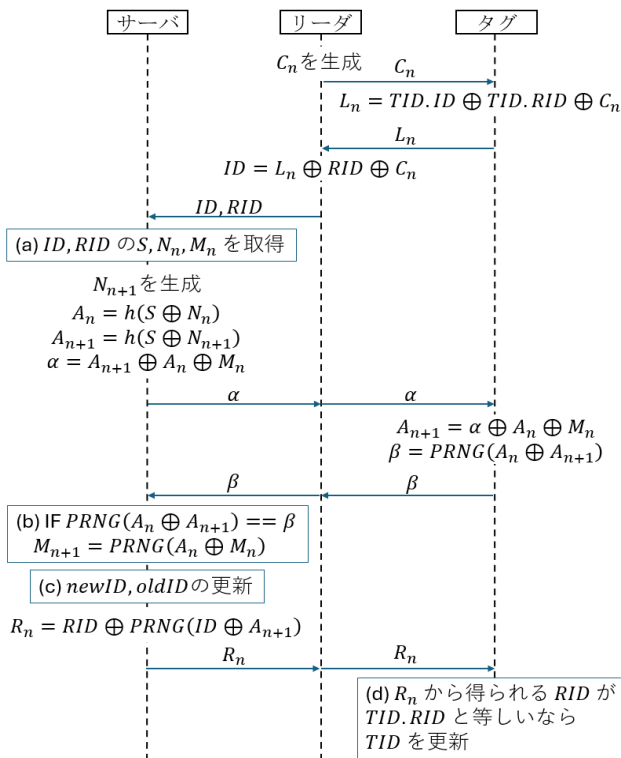 サーバ
リーダ
タグ
C_nを生成
C_n
L_n = TID.ID ⊕ TID.RID ⊕ C_n
L_n
ID = L_n ⊕ RID ⊕ C_n
ID, RID
(a) ID, RID のS, N_n, M_n を取得
N_{n+1}を生成
A_n = h(S ⊕ N_n)
A_{n+1} = h(S ⊕ N_{n+1})
α = A_{n+1} ⊕ A_n ⊕ M_n
α
α
A_{n+1} = α ⊕ A_n ⊕ M_n
β = PRNG(A_n ⊕ A_{n+1})
β
β
(b) IF PRNG(A_n ⊕ A_{n+1}) == β
M_{n+1} = PRNG(A_n ⊕ M_n)
(c) newID, oldIDの更新
R_n = RID ⊕ PRNG(ID ⊕ A_{n+1})
R_n
R_n
(d) R_n から得られる RID が
TID.RID と等しいなら
TID を更新